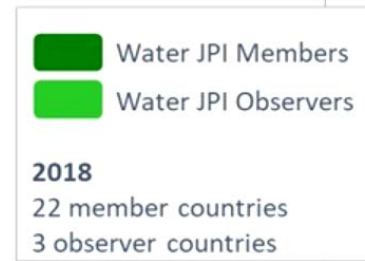 Water JPI Members
Water JPI Observers
2018
22 member countries
3 observer countries